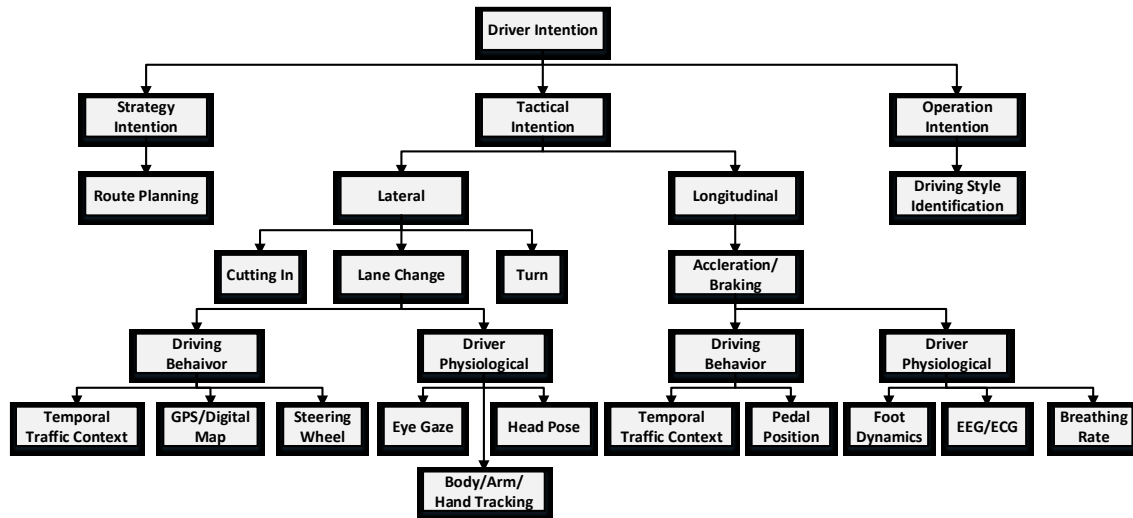 Driver Intention
Strategy
Intention
Tactical
Intention
Operation
Intention
Route Planning
Lateral
Longitudinal
Driving Style
Identification
Cutting In
Lane Change
Turn
Accleration/
Braking
Driving
Behaivor
Driver
Physiological
Driving
Behavior
Driver
Physiological
Temporal
Traffic Context
GPS/Digital
Map
Steering
Wheel
Eye Gaze
Head Pose
Temporal
Traffic Context
Pedal
Position
Foot
Dynamics
EEG/ECG
Breathing
Rate
Body/Arm/
Hand Tracking